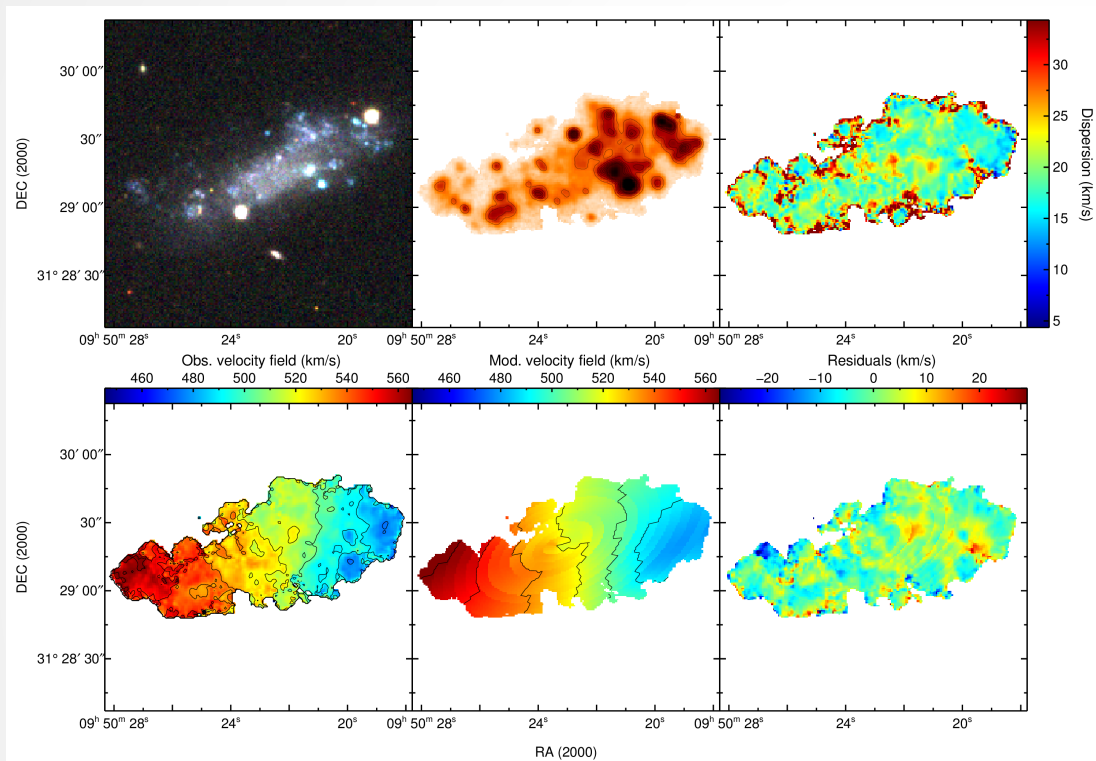 30′ 00″
30″
29′ 00″
31° 28′ 30″
DEC (2000)
30
25
20
15
10
5
Dispersion (km/s)
09ʰ 50ᵐ 28ˢ 24ˢ 20ˢ 09ʰ 50ᵐ 28ˢ 24ˢ 20ˢ 09ʰ 50ᵐ 28ˢ 24ˢ 20ˢ
Obs. velocity field (km/s) Mod. velocity field (km/s) Residuals (km/s)
460 480 500 520 540 560 460 480 500 520 540 560 −20 −10 0 10 20
30′ 00″
30″
29′ 00″
31° 28′ 30″
DEC (2000)
09ʰ 50ᵐ 28ˢ 24ˢ 20ˢ 09ʰ 50ᵐ 28ˢ 24ˢ 20ˢ 09ʰ 50ᵐ 28ˢ 24ˢ 20ˢ
RA (2000)